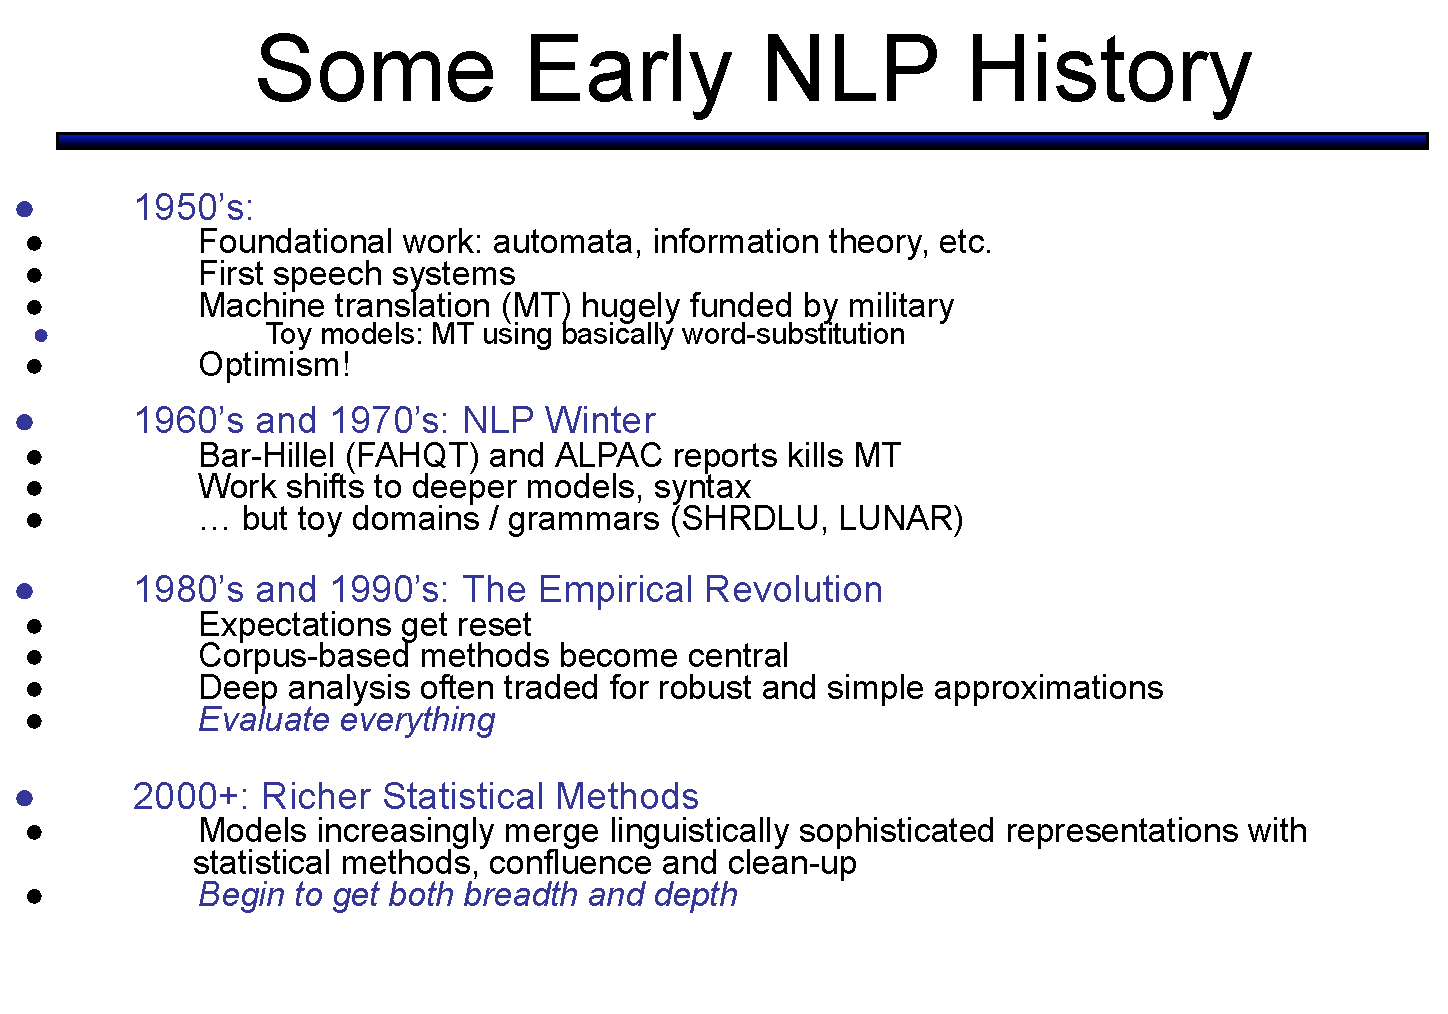 Some Early NLP History
● 1950’s:
● Foundational work: automata, information theory, etc.
● First speech systems
● Machine translation (MT) hugely funded by military
● Toy models: MT using basically word-substitution
● Optimism!
● 1960’s and 1970’s: NLP Winter
● Bar-Hillel (FAHQT) and ALPAC reports kills MT
● Work shifts to deeper models, syntax
● … but toy domains / grammars (SHRDLU, LUNAR)
● 1980’s and 1990’s: The Empirical Revolution
● Expectations get reset
● Corpus-based methods become central
● Deep analysis often traded for robust and simple approximations
● Evaluate everything
● 2000+: Richer Statistical Methods
● Models increasingly merge linguistically sophisticated representations with
statistical methods, confluence and clean-up
● Begin to get both breadth and depth